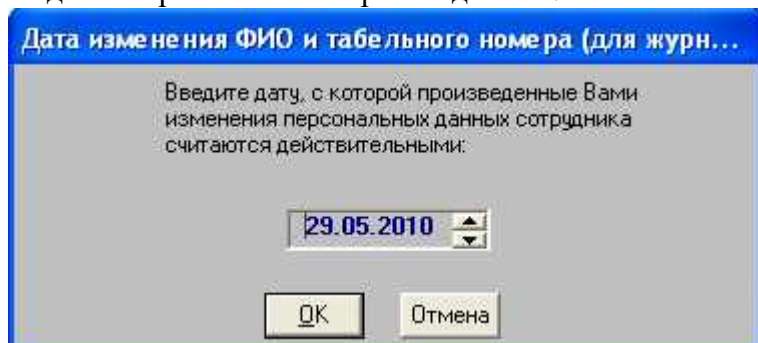 Дата изменения ФИО и табельного номера (для журн...
Введите дату, с которой произведенные Вами
изменения персональных данных сотрудника
считаются действительными:
29.05.2010
OK
Отмена